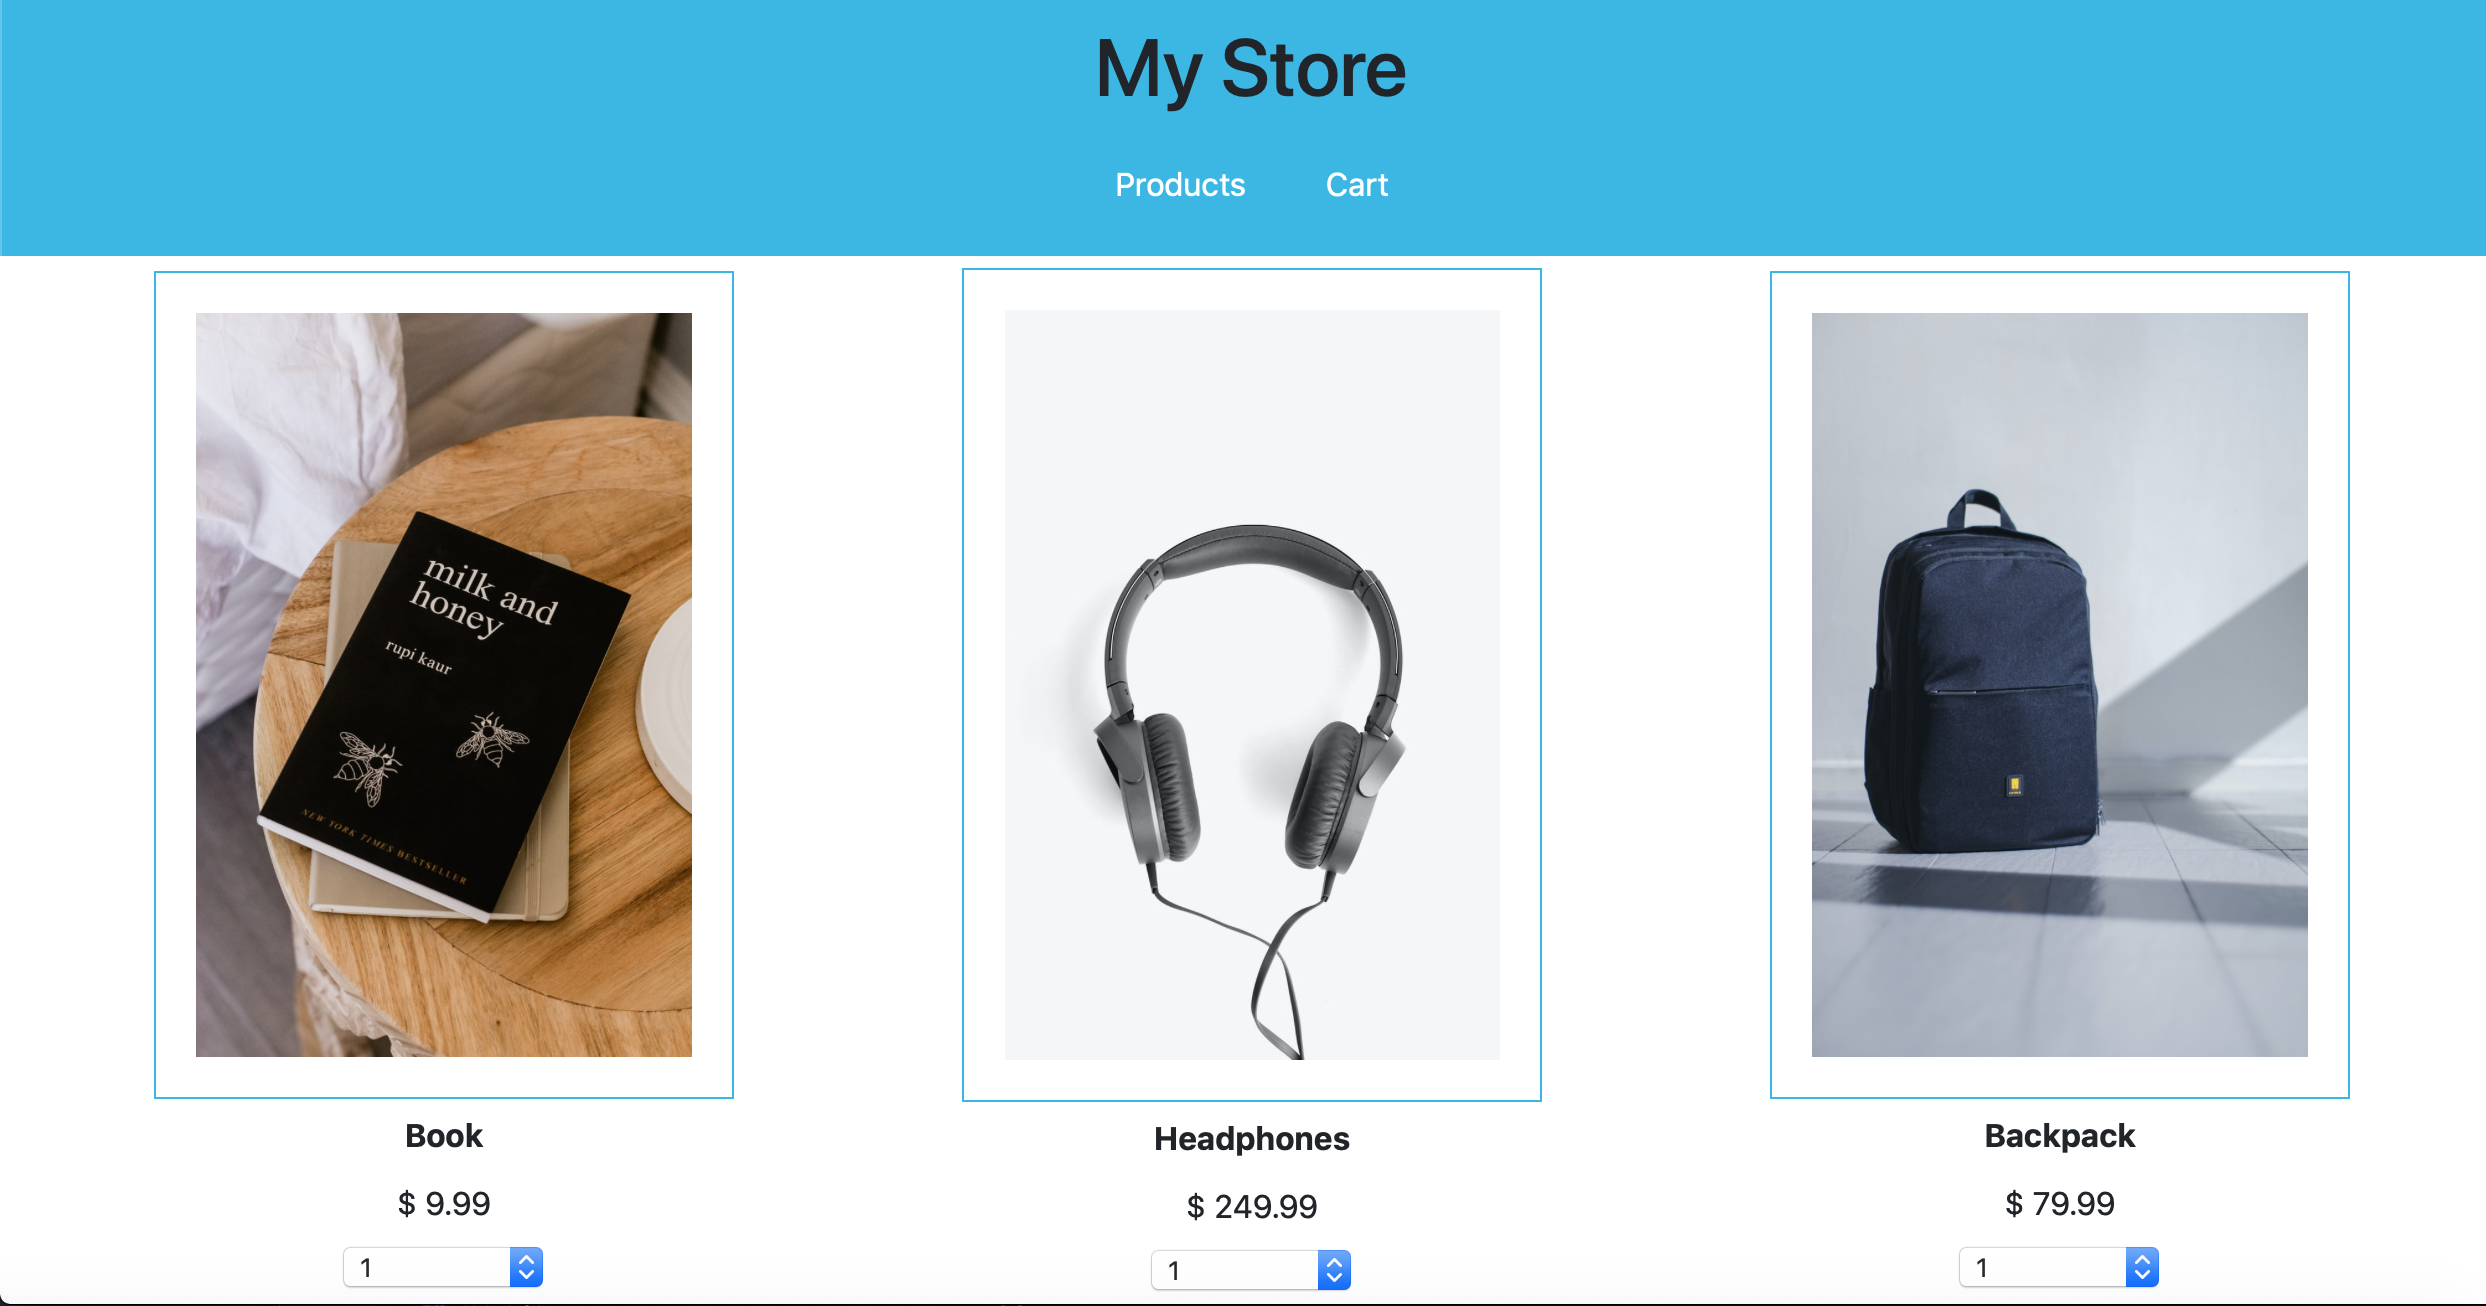 My Store
Products Cart
milk and
honey
rupi kaur
NEW YORK TIMES BESTSELLER
Book
Headphones
Backpack
$ 9.99
$ 249.99
$ 79.99
1
1
1